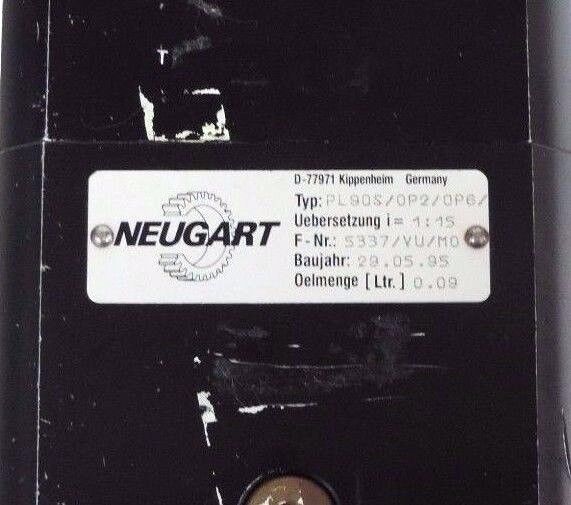 T
D-77971 Kippenheim Germany
NEUGART
Typ: PL90S/OP2/OP6/
Uebersetzung i= 1:15
F-Nr.: S337/VU/MO
Baujahr: 29.05.95
Oelmenge [Ltr.] 0.09